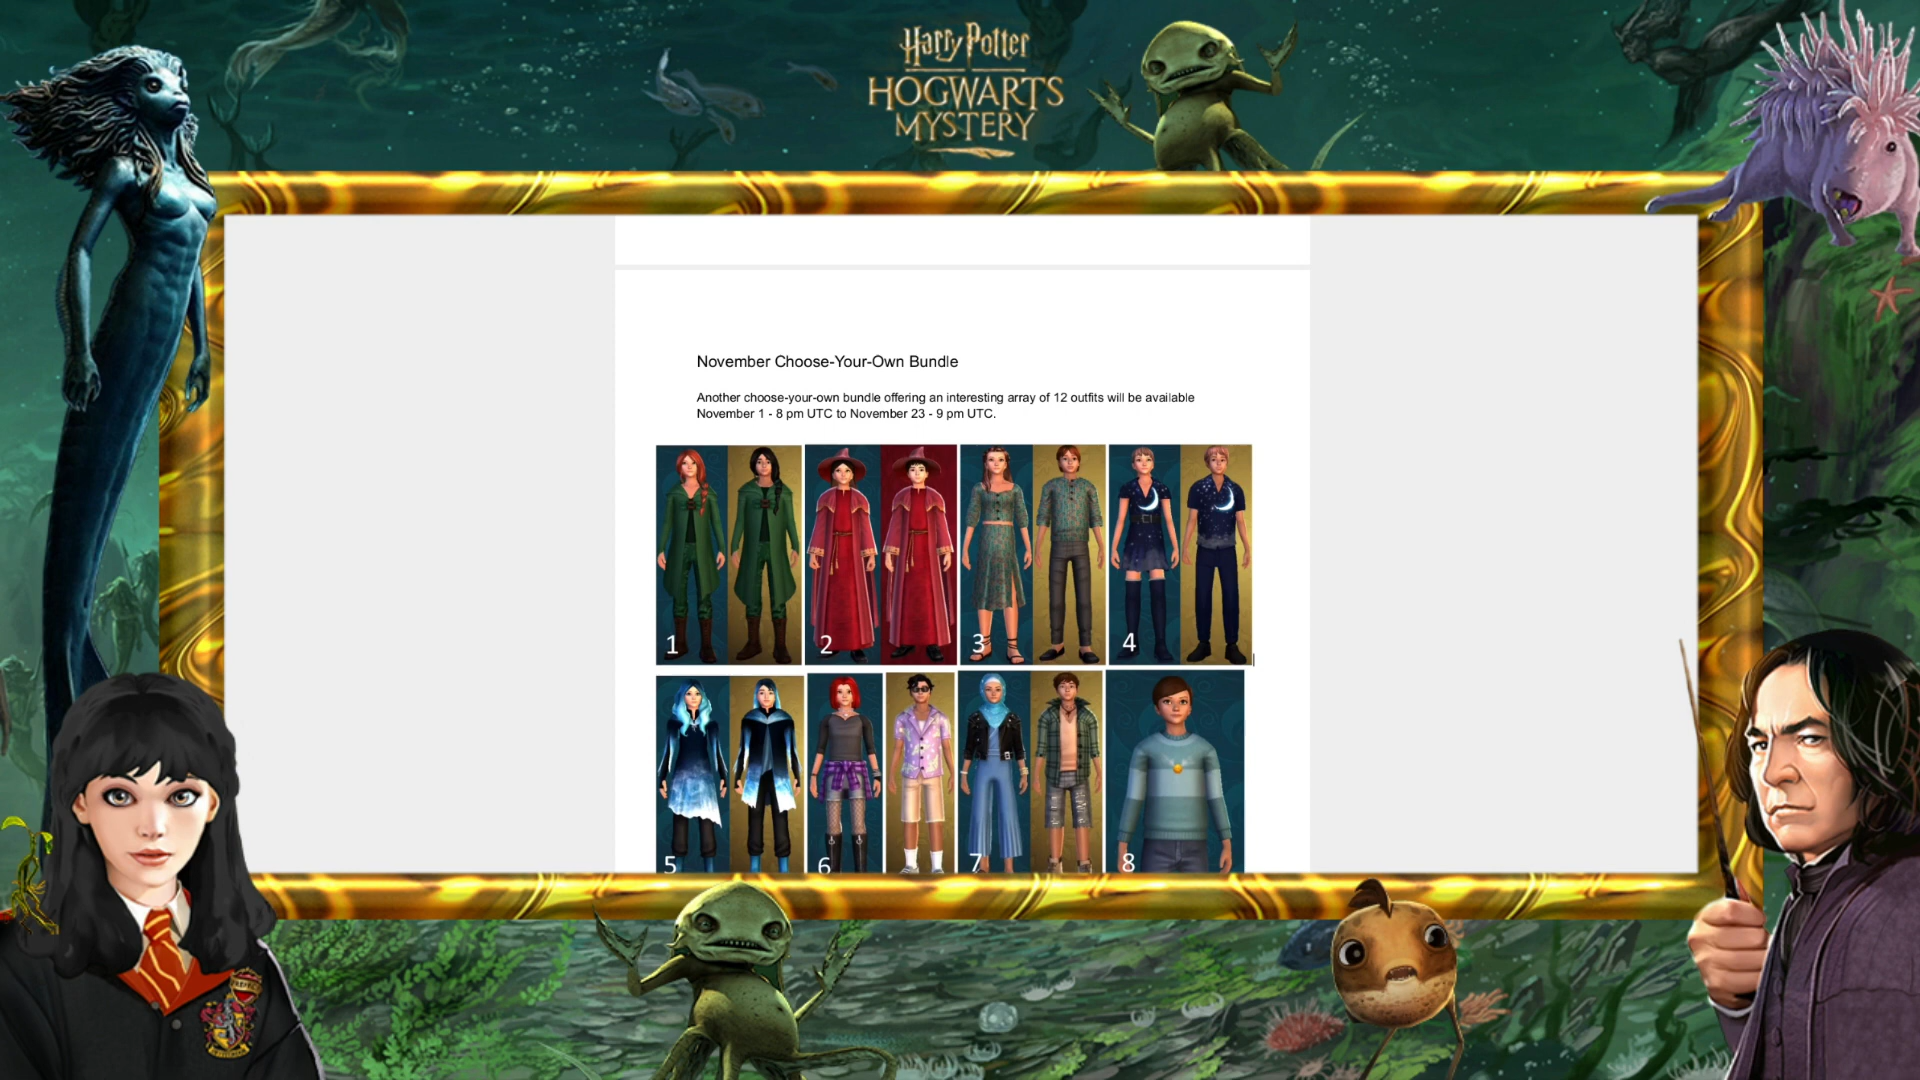 Harry Potter
HOGWARTS
MYSTERY
November Choose-Your-Own Bundle
Another choose-your-own bundle offering an interesting array of 12 outfits will be available
November 1 - 8 pm UTC to November 23 - 9 pm UTC.
1
2
3
4
5
6
7
8
PREFECT